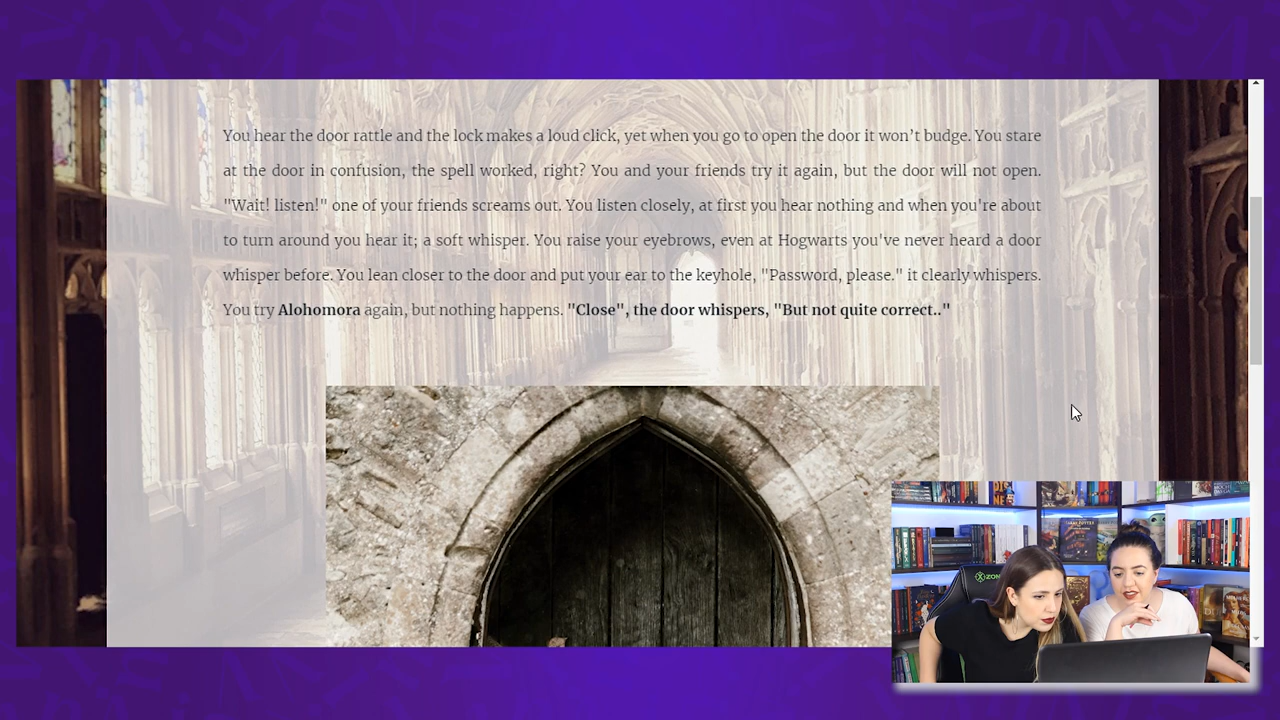 You hear the door rattle and the lock makes a loud click, yet when you go to open the door it won’t budge. You stare
at the door in confusion, the spell worked, right? You and your friends try it again, but the door will not open.
"Wait! listen!" one of your friends screams out. You listen closely, at first you hear nothing and when you're about
to turn around you hear it; a soft whisper. You raise your eyebrows, even at Hogwarts you've never heard a door
whisper before. You lean closer to the door and put your ear to the keyhole, "Password, please." it clearly whispers.
You try Alohomora again, but nothing happens. "Close", the door whispers, "But not quite correct.."